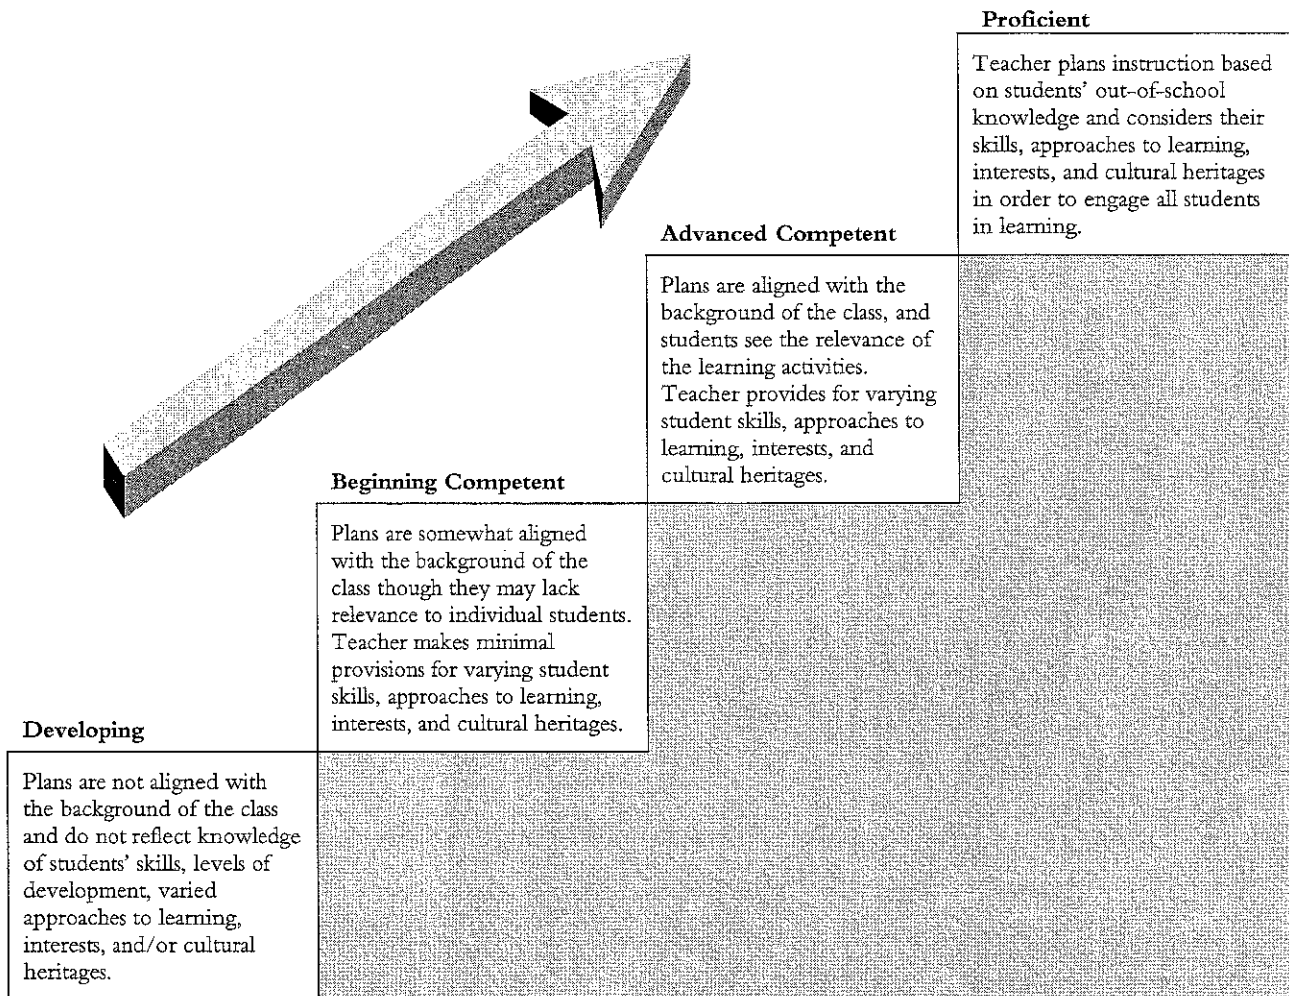 Proficient
Teacher plans instruction based
on students' out-of-school
knowledge and considers their
skills, approaches to learning,
interests, and cultural heritages
in order to engage all students
in learning.
Advanced Competent
Plans are aligned with the
background of the class, and
students see the relevance of
the learning activities.
Teacher provides for varying
student skills, approaches to
learning, interests, and
cultural heritages.
Beginning Competent
Plans are somewhat aligned
with the background of the
class though they may lack
relevance to individual students.
Teacher makes minimal
provisions for varying student
skills, approaches to learning,
interests, and cultural heritages.
Developing
Plans are not aligned with
the background of the class
and do not reflect knowledge
of students' skills, levels of
development, varied
approaches to learning,
interests, and/or cultural
heritages.